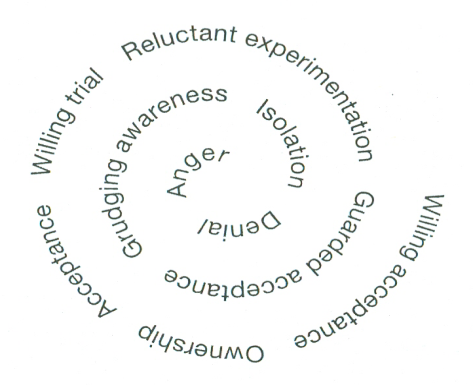 Willing acceptance
Ownership
Acceptance
Willing trial
Reluctant experimentation
Guarded acceptance
Grudging awareness
Isolation
Denial
Anger